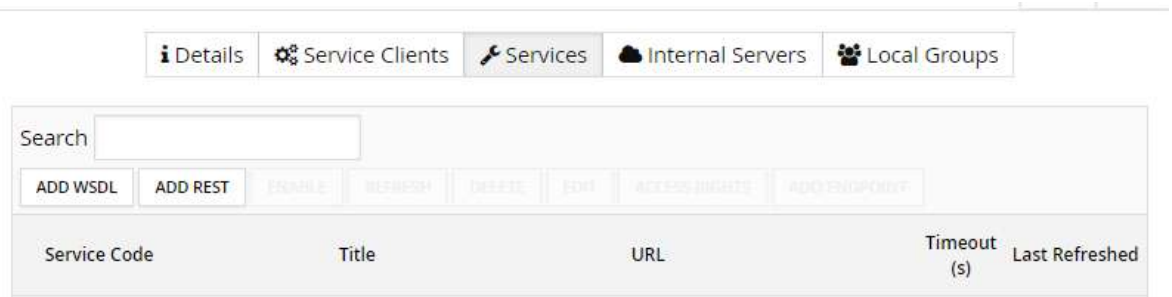 Details Service Clients Services Internal Servers Local Groups
Search
ADD WSDL ADD REST ENABLE REFRESH DELETE EDIT ACCESS RIGHTS ADD ENDPOINT
Service Code Title URL Timeout (s) Last Refreshed